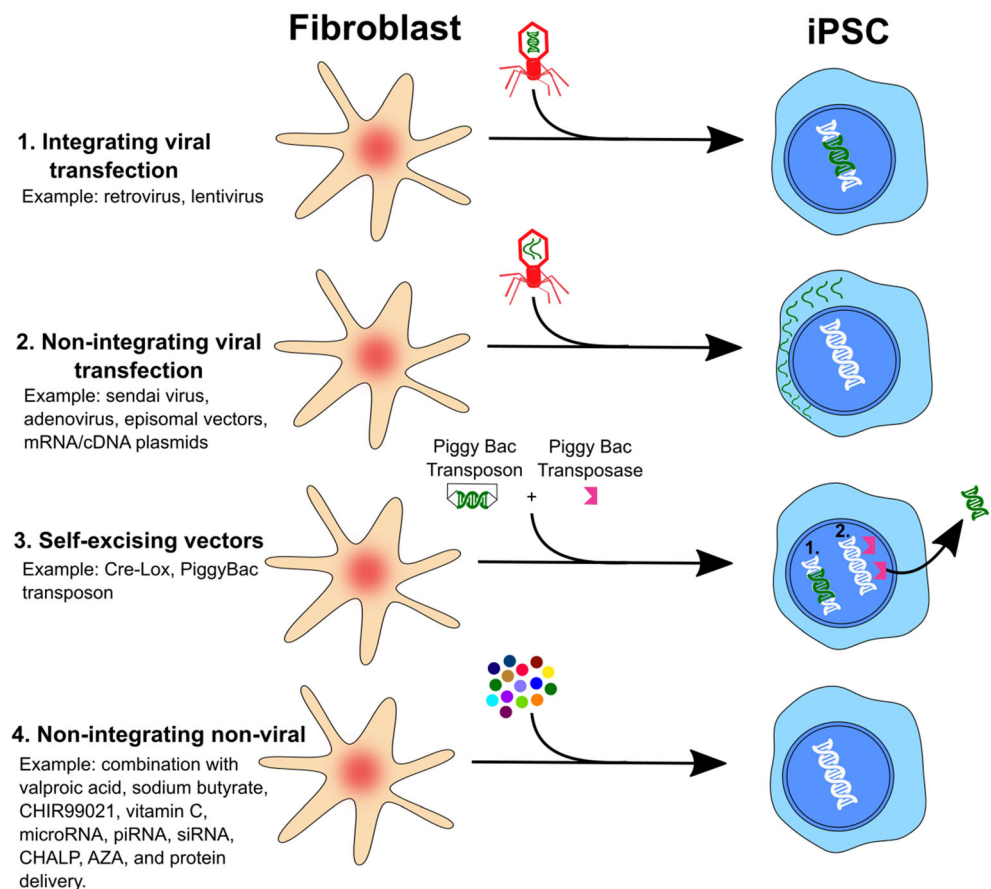 Fibroblast
iPSC
1. Integrating viral
transfection
Example: retrovirus, lentivirus
2. Non-integrating viral
transfection
Example: sendai virus,
adenovirus, episomal vectors,
mRNA/cDNA plasmids
Piggy Bac
Transposon
+
Piggy Bac
Transposase
3. Self-excising vectors
Example: Cre-Lox, PiggyBac
transposon
1.
2.
4. Non-integrating non-viral
Example: combination with
valproic acid, sodium butyrate,
CHIR99021, vitamin C,
microRNA, piRNA, siRNA,
CHALP, AZA, and protein
delivery.